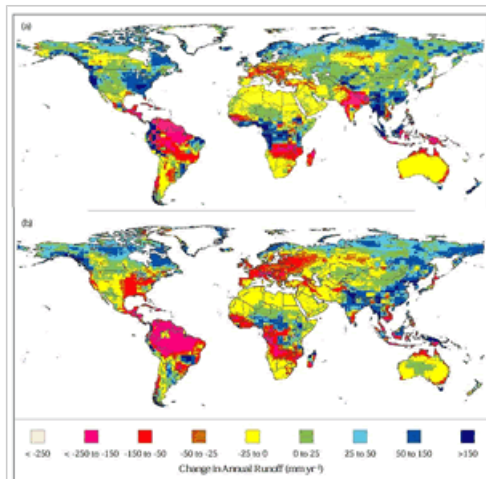 (a)
(b)
< -250
< -250 to -150
-150 to -50
-50 to -25
-25 to 0
0 to 25
25 to 50
50 to 150
>150
Change in Annual Runoff (mm yr⁻¹)